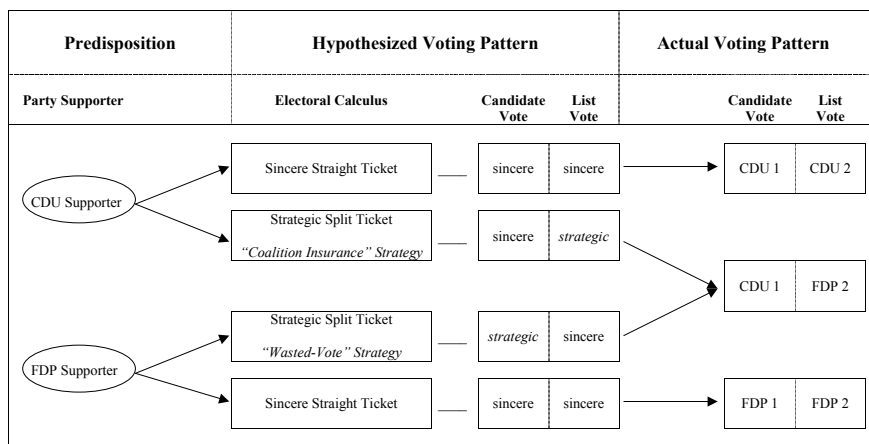 Predisposition Hypothesized Voting Pattern Actual Voting Pattern
Party Supporter Electoral Calculus Candidate Vote List Vote Candidate Vote List Vote
CDU Supporter
Sincere Straight Ticket sincere sincere CDU 1 CDU 2
Strategic Split Ticket
"Coalition Insurance" Strategy sincere strategic
CDU 1 FDP 2
FDP Supporter
Strategic Split Ticket
"Wasted-Vote" Strategy strategic sincere
Sincere Straight Ticket sincere sincere FDP 1 FDP 2